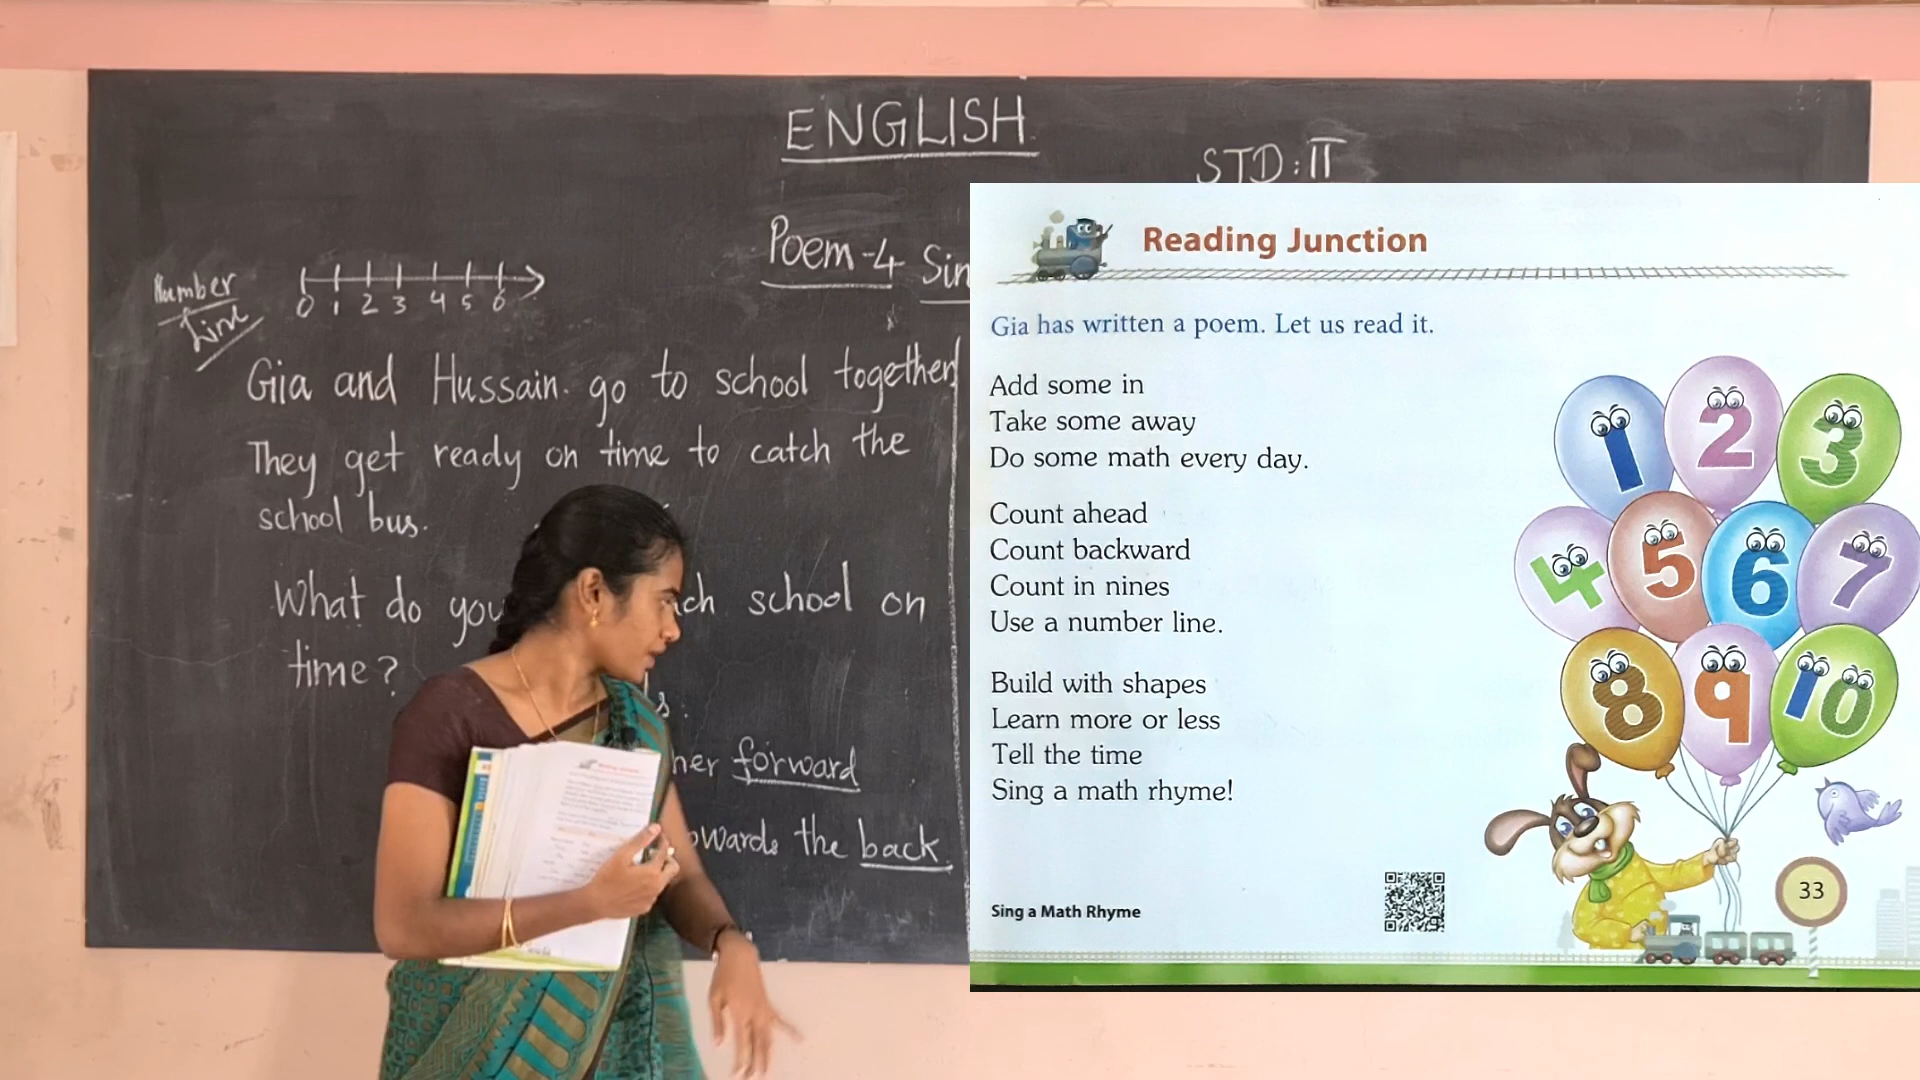 ENGLISH
STD: II
Poem-4
Number
Line
0 1 2 3 4 5 6
Gia and Hussain. go to school together
They get ready on time to catch the
school bus.
What do you school on
time?
forward
the back.
Reading Junction
Gia has written a poem. Let us read it.
Add some in
Take some away
Do some math every day.
Count ahead
Count backward
Count in nines
Use a number line.
Build with shapes
Learn more or less
Tell the time
Sing a math rhyme!
1 2 3
4 5 6 7
8 9 10
Sing a Math Rhyme
33